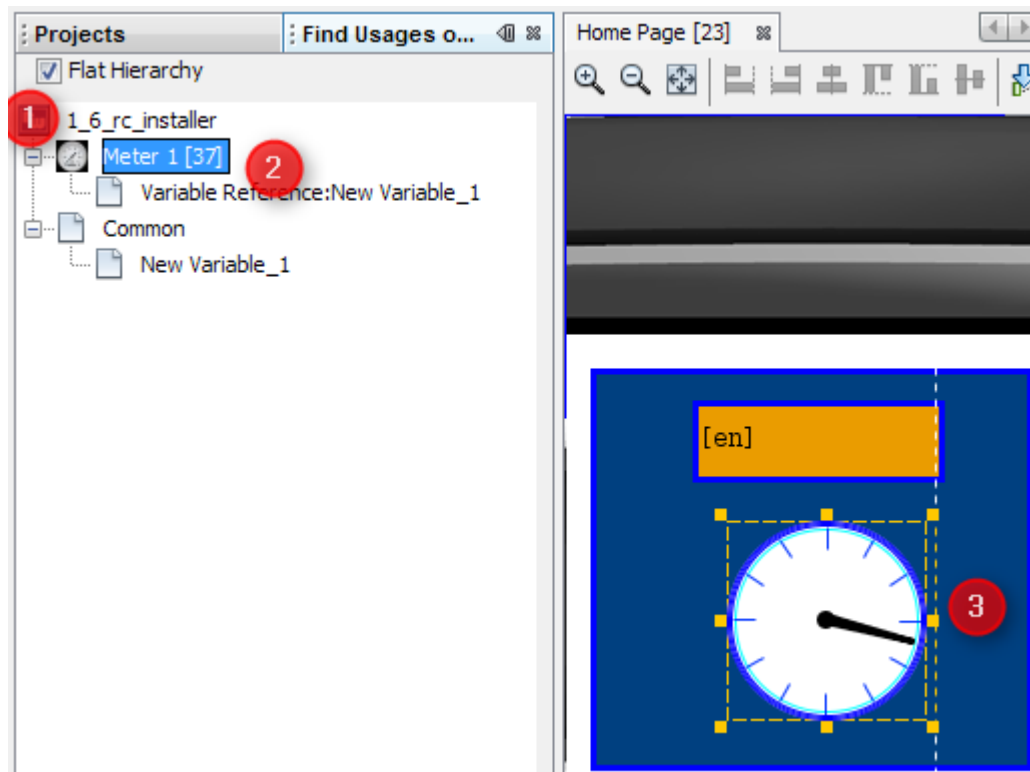 Projects
Find Usages o...
Home Page [23]
Flat Hierarchy
1
1_6_rc_installer
Meter 1 [37]
2
Variable Reference:New Variable_1
Common
New Variable_1
[en]
3